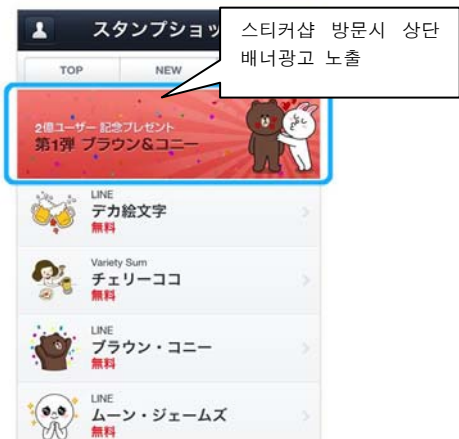 スタンプショッ
스티커샵 방문시 상단
배너광고 노출
TOP
NEW
2億ユーザー 記念プレゼント
第1弾 ブラウン&コニー
LINE
デカ絵文字
無料
Variety Sum
チェリーココ
無料
LINE
ブラウン・コニー
無料
LINE
ムーン・ジェームズ
無料